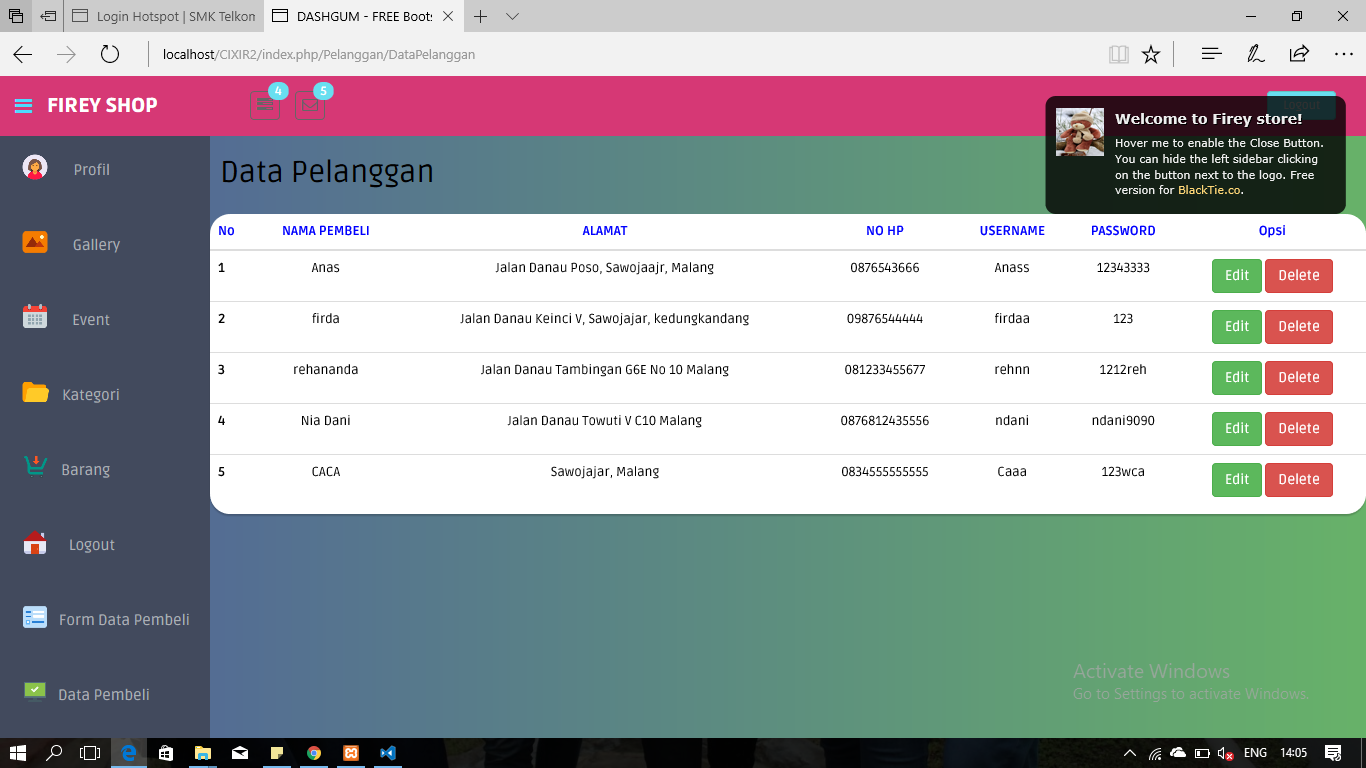 Login Hotspot | SMK Telkom
DASHGUM - FREE Boots
localhost/CIXIR2/index.php/Pelanggan/DataPelanggan
FIREY SHOP
4
5
Logout
Welcome to Firey store!
Hover me to enable the Close Button.
You can hide the left sidebar clicking
on the button next to the logo. Free
version for BlackTie.co.
Profil
Gallery
Event
Kategori
Barang
Logout
Form Data Pembeli
Data Pembeli
Data Pelanggan
No NAMA PEMBELI ALAMAT NO HP USERNAME PASSWORD Opsi
1 Anas Jalan Danau Poso, Sawojaajr, Malang 0876543666 Anass 12343333 Edit Delete
2 firda Jalan Danau Keinci V, Sawojajar, kedungkandang 09876544444 firdaa 123 Edit Delete
3 rehananda Jalan Danau Tambingan G6E No 10 Malang 081233455677 rehnn 1212reh Edit Delete
4 Nia Dani Jalan Danau Towuti V C10 Malang 0876812435556 ndani ndani9090 Edit Delete
5 CACA Sawojajar, Malang 0834555555555 Caaa 123wca Edit Delete
Activate Windows
Go to Settings to activate Windows.
ENG 14:05